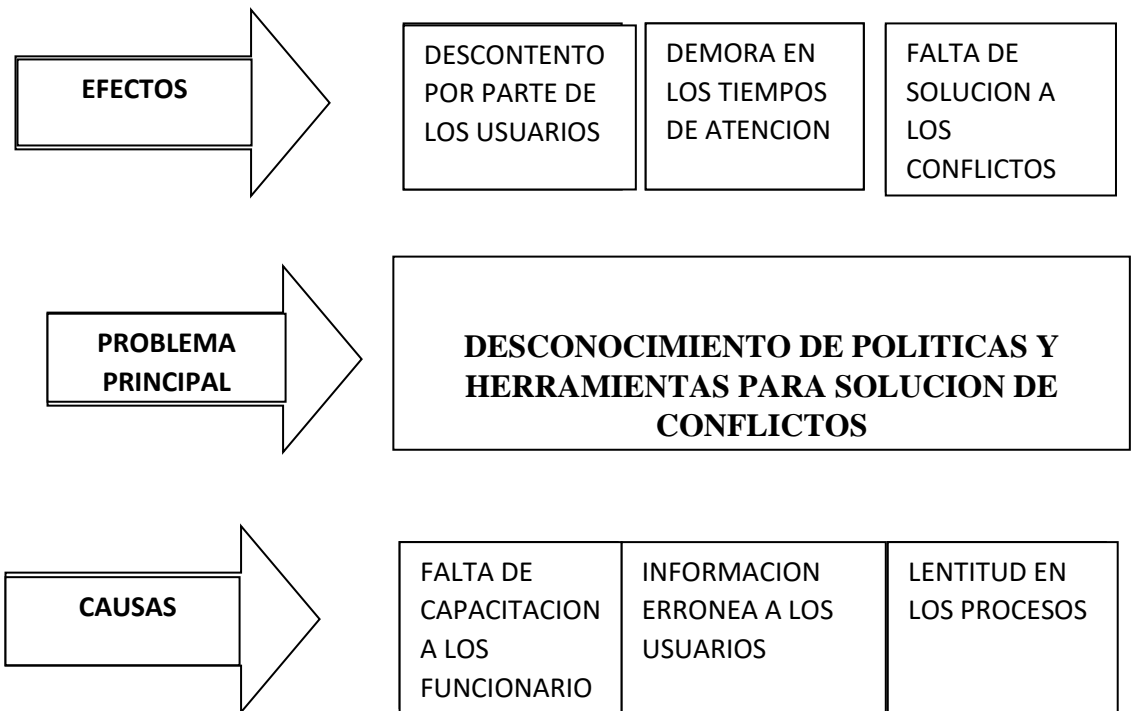 EFECTOS
DESCONTENTO
POR PARTE DE
LOS USUARIOS
DEMORA EN
LOS TIEMPOS
DE ATENCION
FALTA DE
SOLUCION A
LOS
CONFLICTOS
PROBLEMA
PRINCIPAL
DESCONOCIMIENTO DE POLITICAS Y
HERRAMIENTAS PARA SOLUCION DE
CONFLICTOS
CAUSAS
FALTA DE
CAPACITACION
A LOS
FUNCIONARIO
INFORMACION
ERRONEA A LOS
USUARIOS
LENTITUD EN
LOS PROCESOS